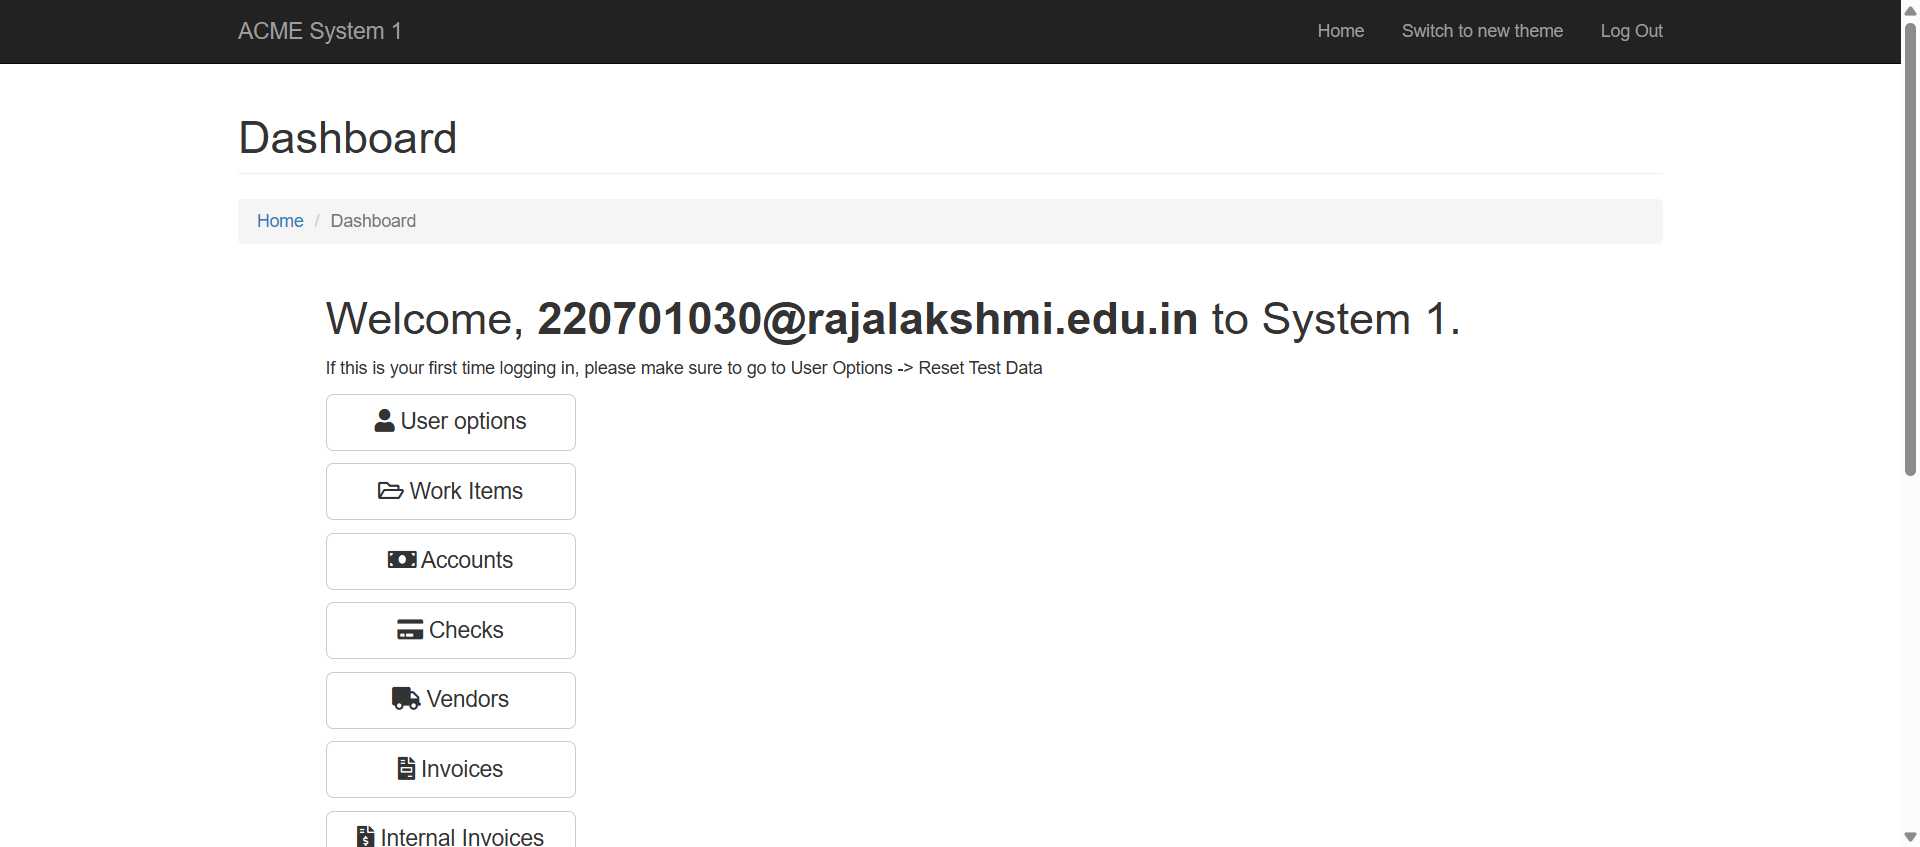 ACME System 1
Home
Switch to new theme
Log Out
Dashboard
Home / Dashboard
Welcome, 220701030@rajalakshmi.edu.in to System 1.
If this is your first time logging in, please make sure to go to User Options -> Reset Test Data
User options
Work Items
Accounts
Checks
Vendors
Invoices
Internal Invoices